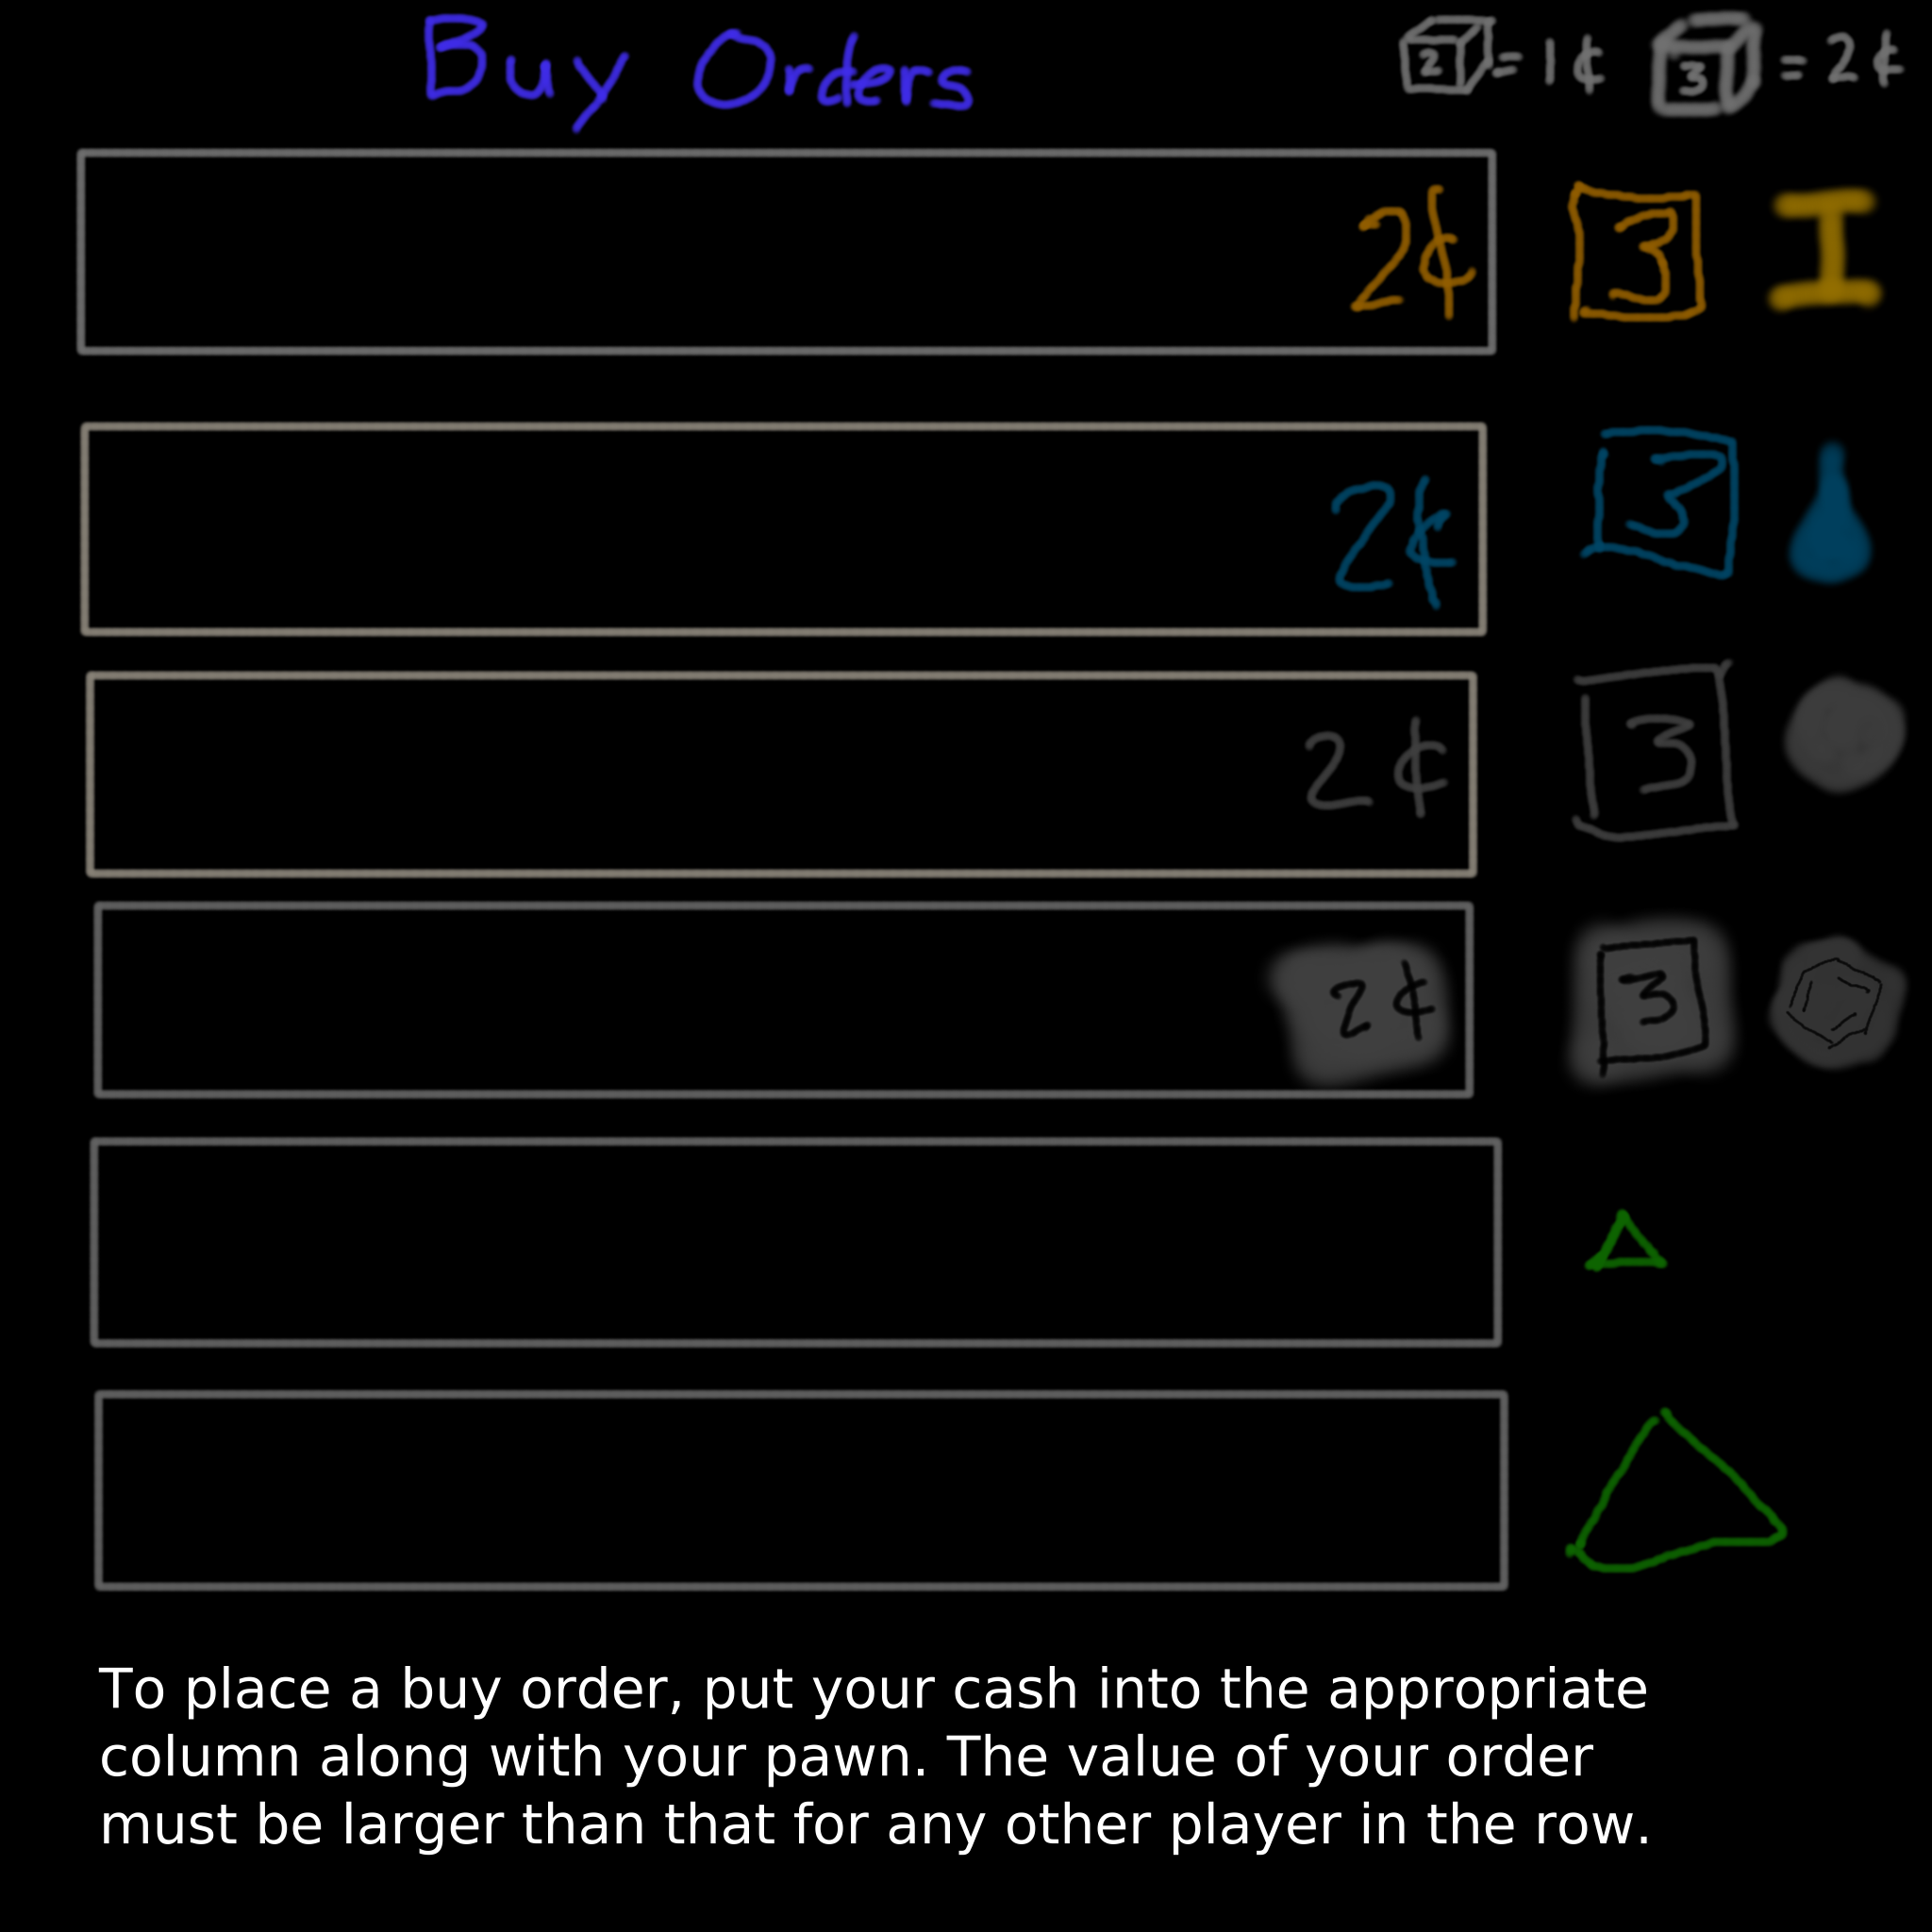 Buy Orders
2 = 1¢ 3 = 2¢
2¢ 3 I
2¢ 3
2¢ 3
2¢ 3
To place a buy order, put your cash into the appropriate
column along with your pawn. The value of your order
must be larger than that for any other player in the row.